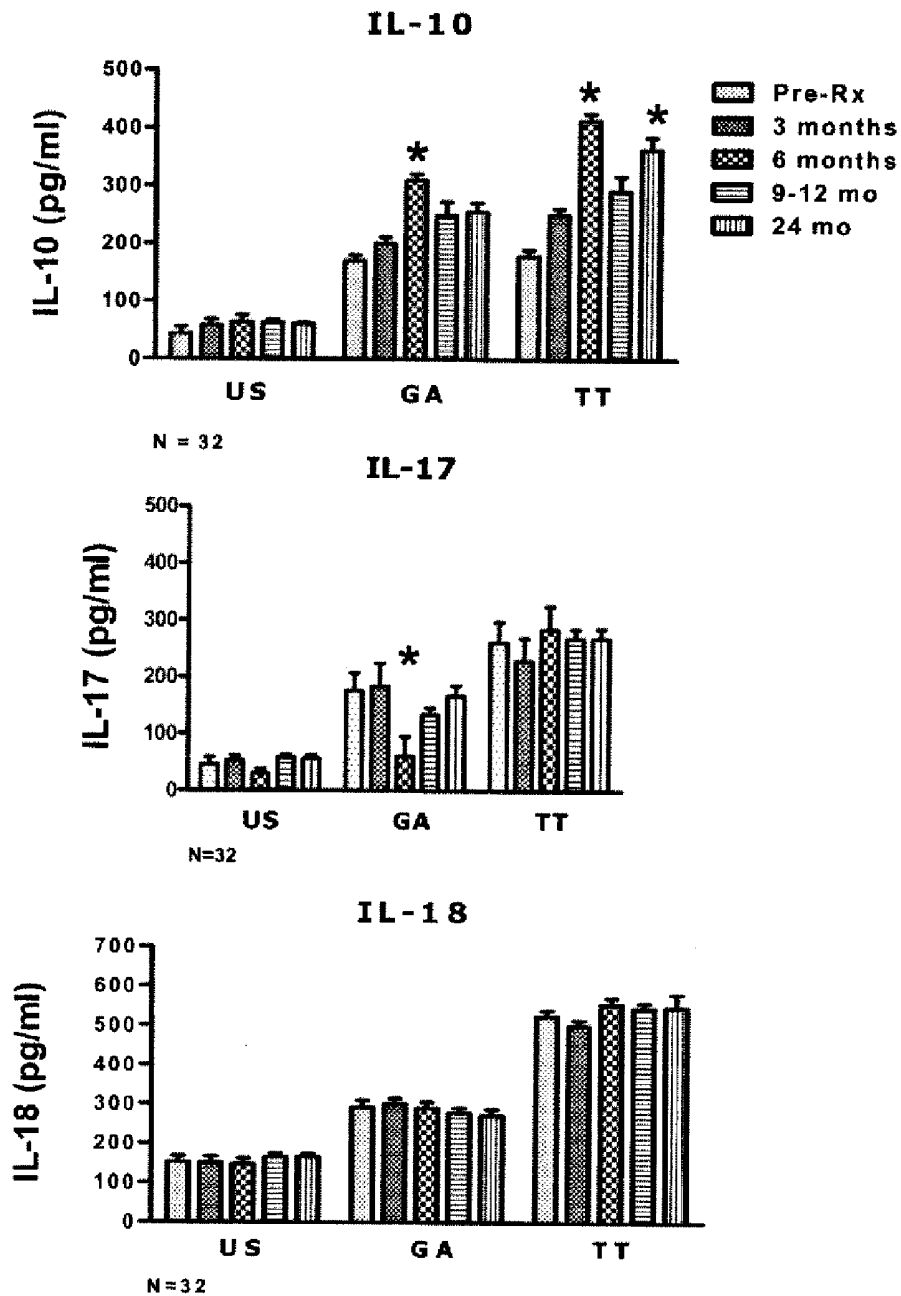 IL-10
500
400
300
200
100
0
IL-10 (pg/ml)
*
*
*
Pre-Rx
3 months
6 months
9-12 mo
24 mo
US GA TT
N = 32
IL-17
500
400
300
200
100
0
IL-17 (pg/ml)
*
US GA TT
N=32
IL-18
700
600
500
400
300
200
100
0
IL-18 (pg/ml)
US GA TT
N=32